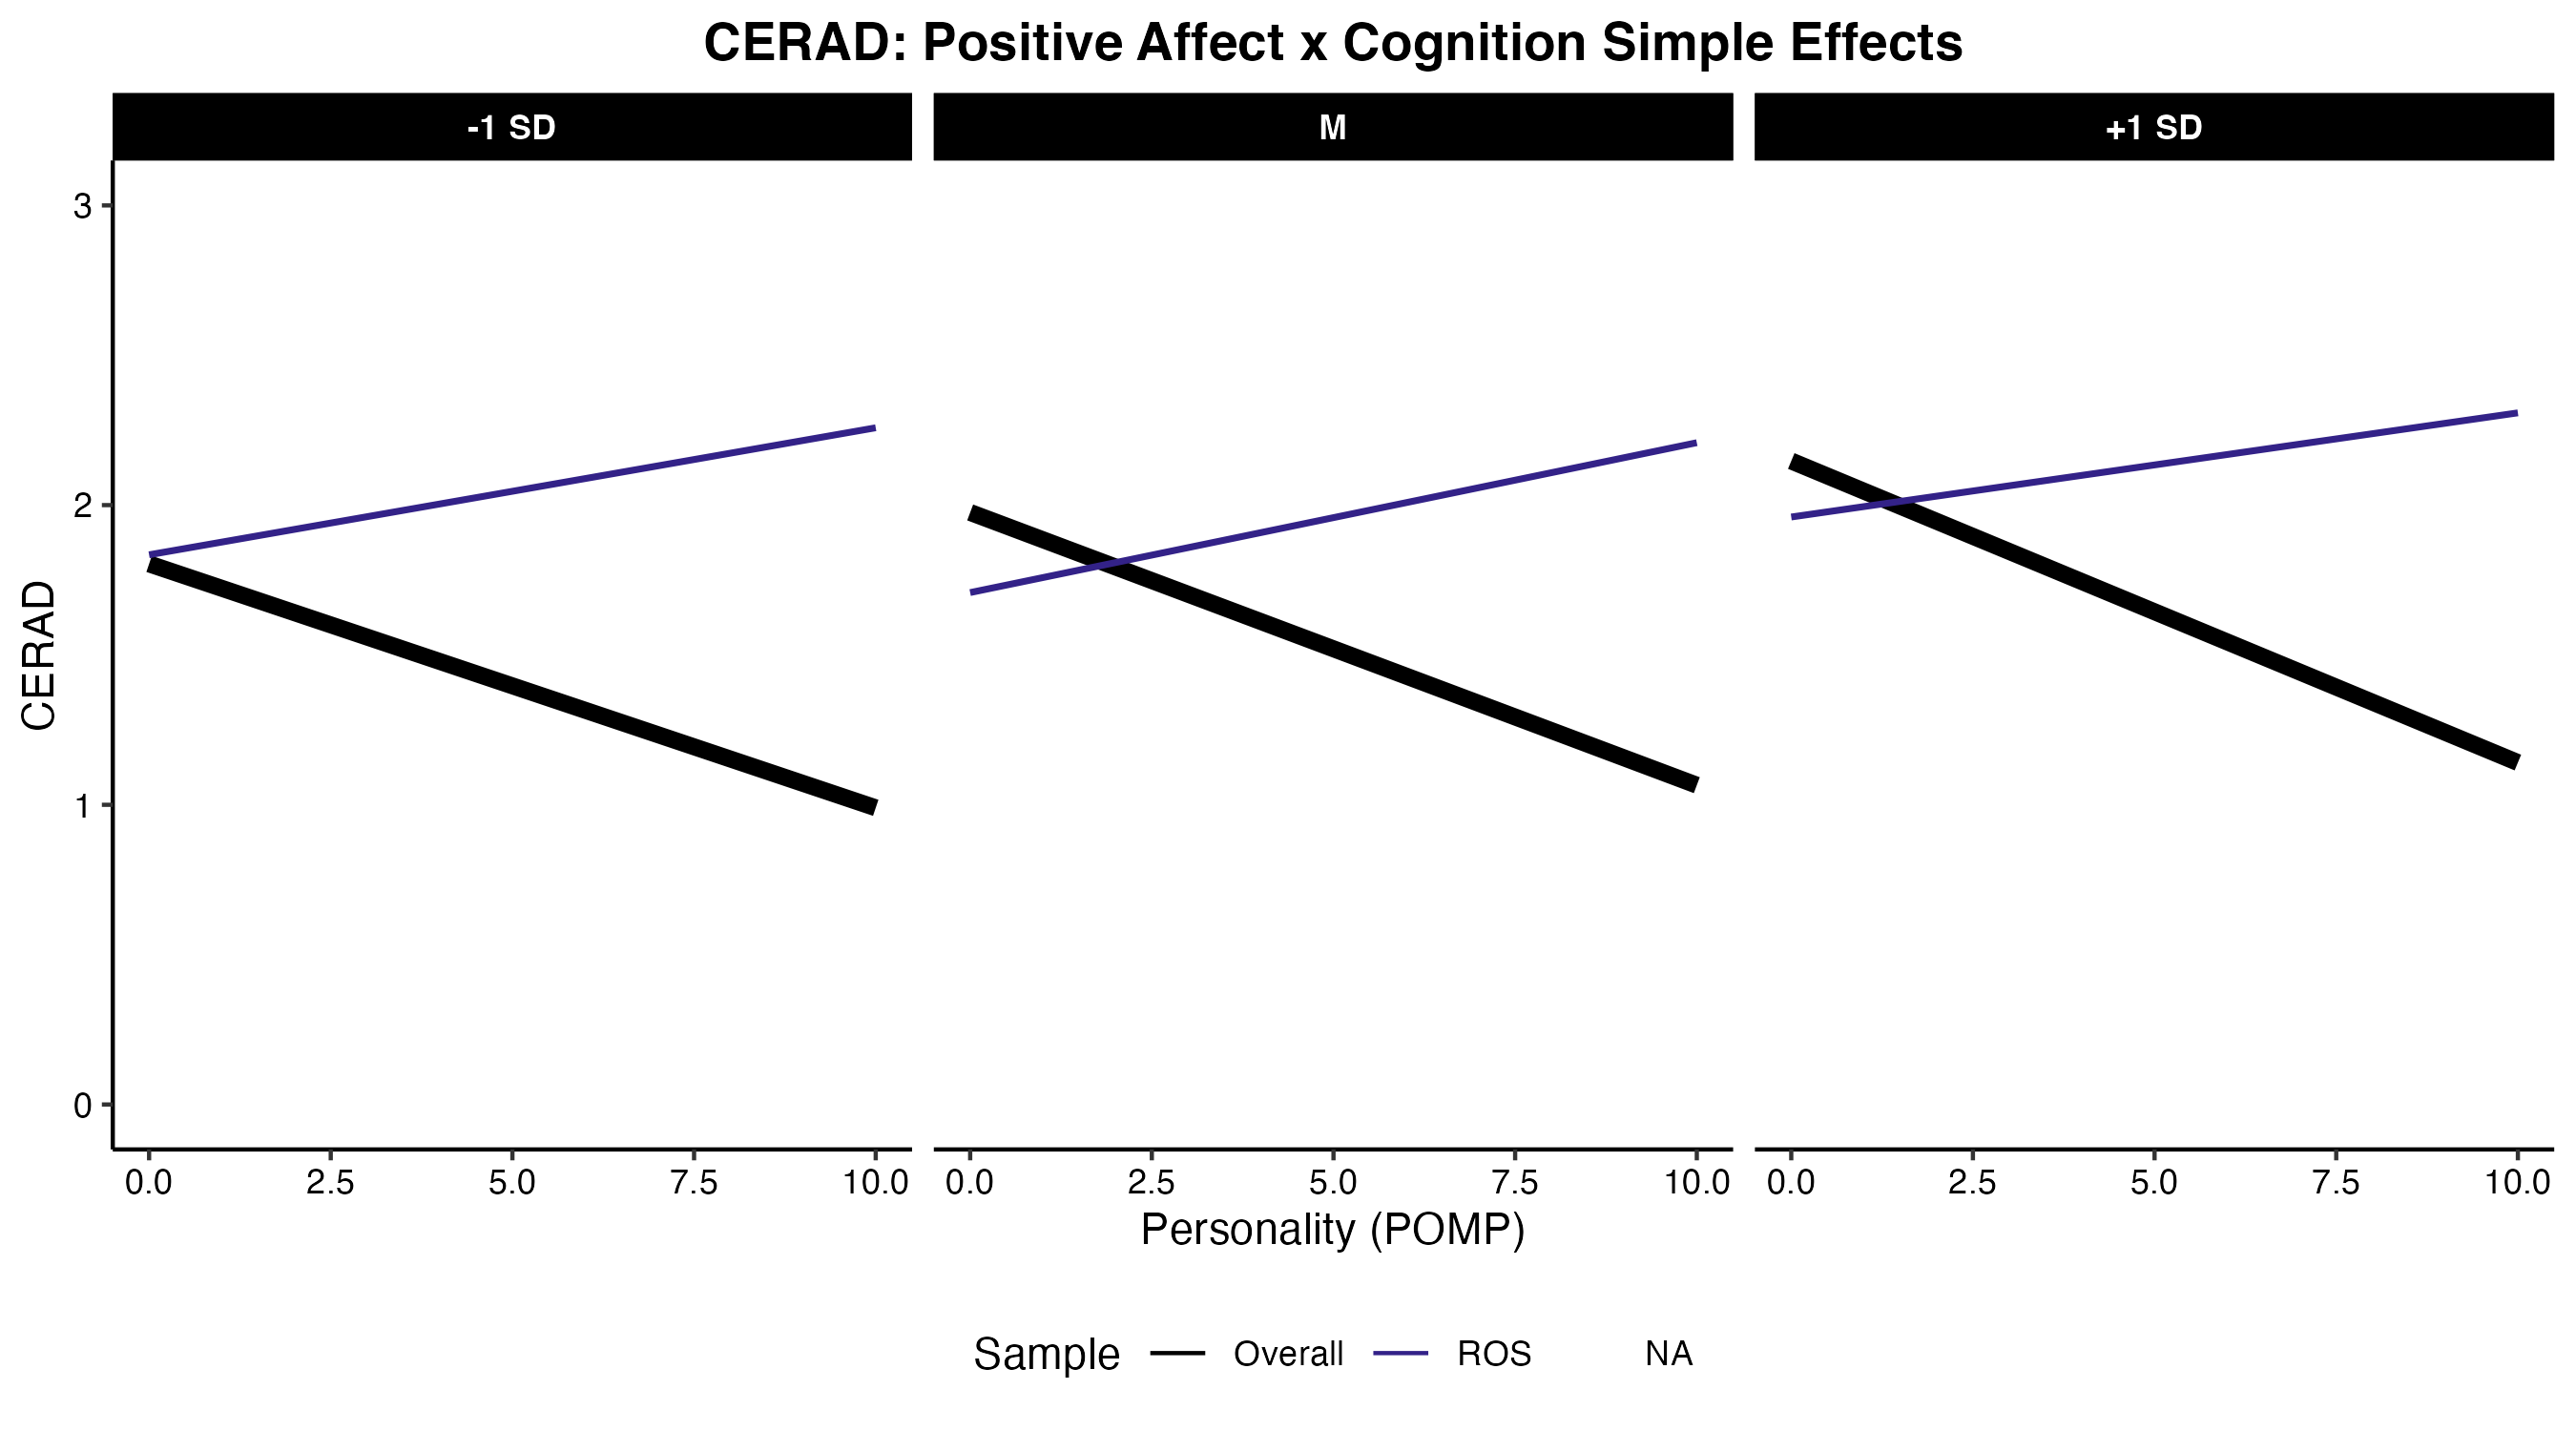 CERAD: Positive Affect x Cognition Simple Effects
-1 SD M +1 SD
3
2
1
0
CERAD
0.0 2.5 5.0 7.5 10.0 0.0 2.5 5.0 7.5 10.0 0.0 2.5 5.0 7.5 10.0
Personality (POMP)
Sample Overall ROS NA